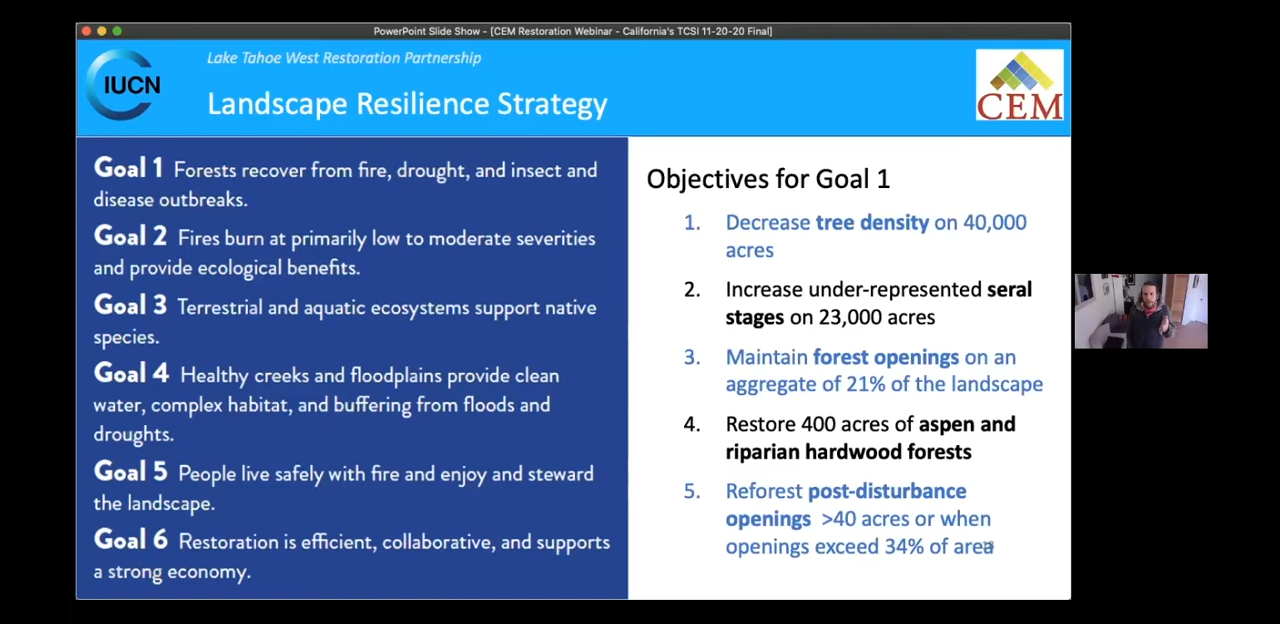 PowerPoint Slide Show - [CEM Restoration Webinar - California's TCSI 11-20-20 Final]
IUCN
Lake Tahoe West Restoration Partnership
Landscape Resilience Strategy
CEM
Goal 1 Forests recover from fire, drought, and insect and
disease outbreaks.
Goal 2 Fires burn at primarily low to moderate severities
and provide ecological benefits.
Goal 3 Terrestrial and aquatic ecosystems support native
species.
Goal 4 Healthy creeks and floodplains provide clean
water, complex habitat, and buffering from floods and
droughts.
Goal 5 People live safely with fire and enjoy and steward
the landscape.
Goal 6 Restoration is efficient, collaborative, and supports
a strong economy.
Objectives for Goal 1
1. Decrease tree density on 40,000
acres
2. Increase under-represented seral
stages on 23,000 acres
3. Maintain forest openings on an
aggregate of 21% of the landscape
4. Restore 400 acres of aspen and
riparian hardwood forests
5. Reforest post-disturbance
openings >40 acres or when
openings exceed 34% of area